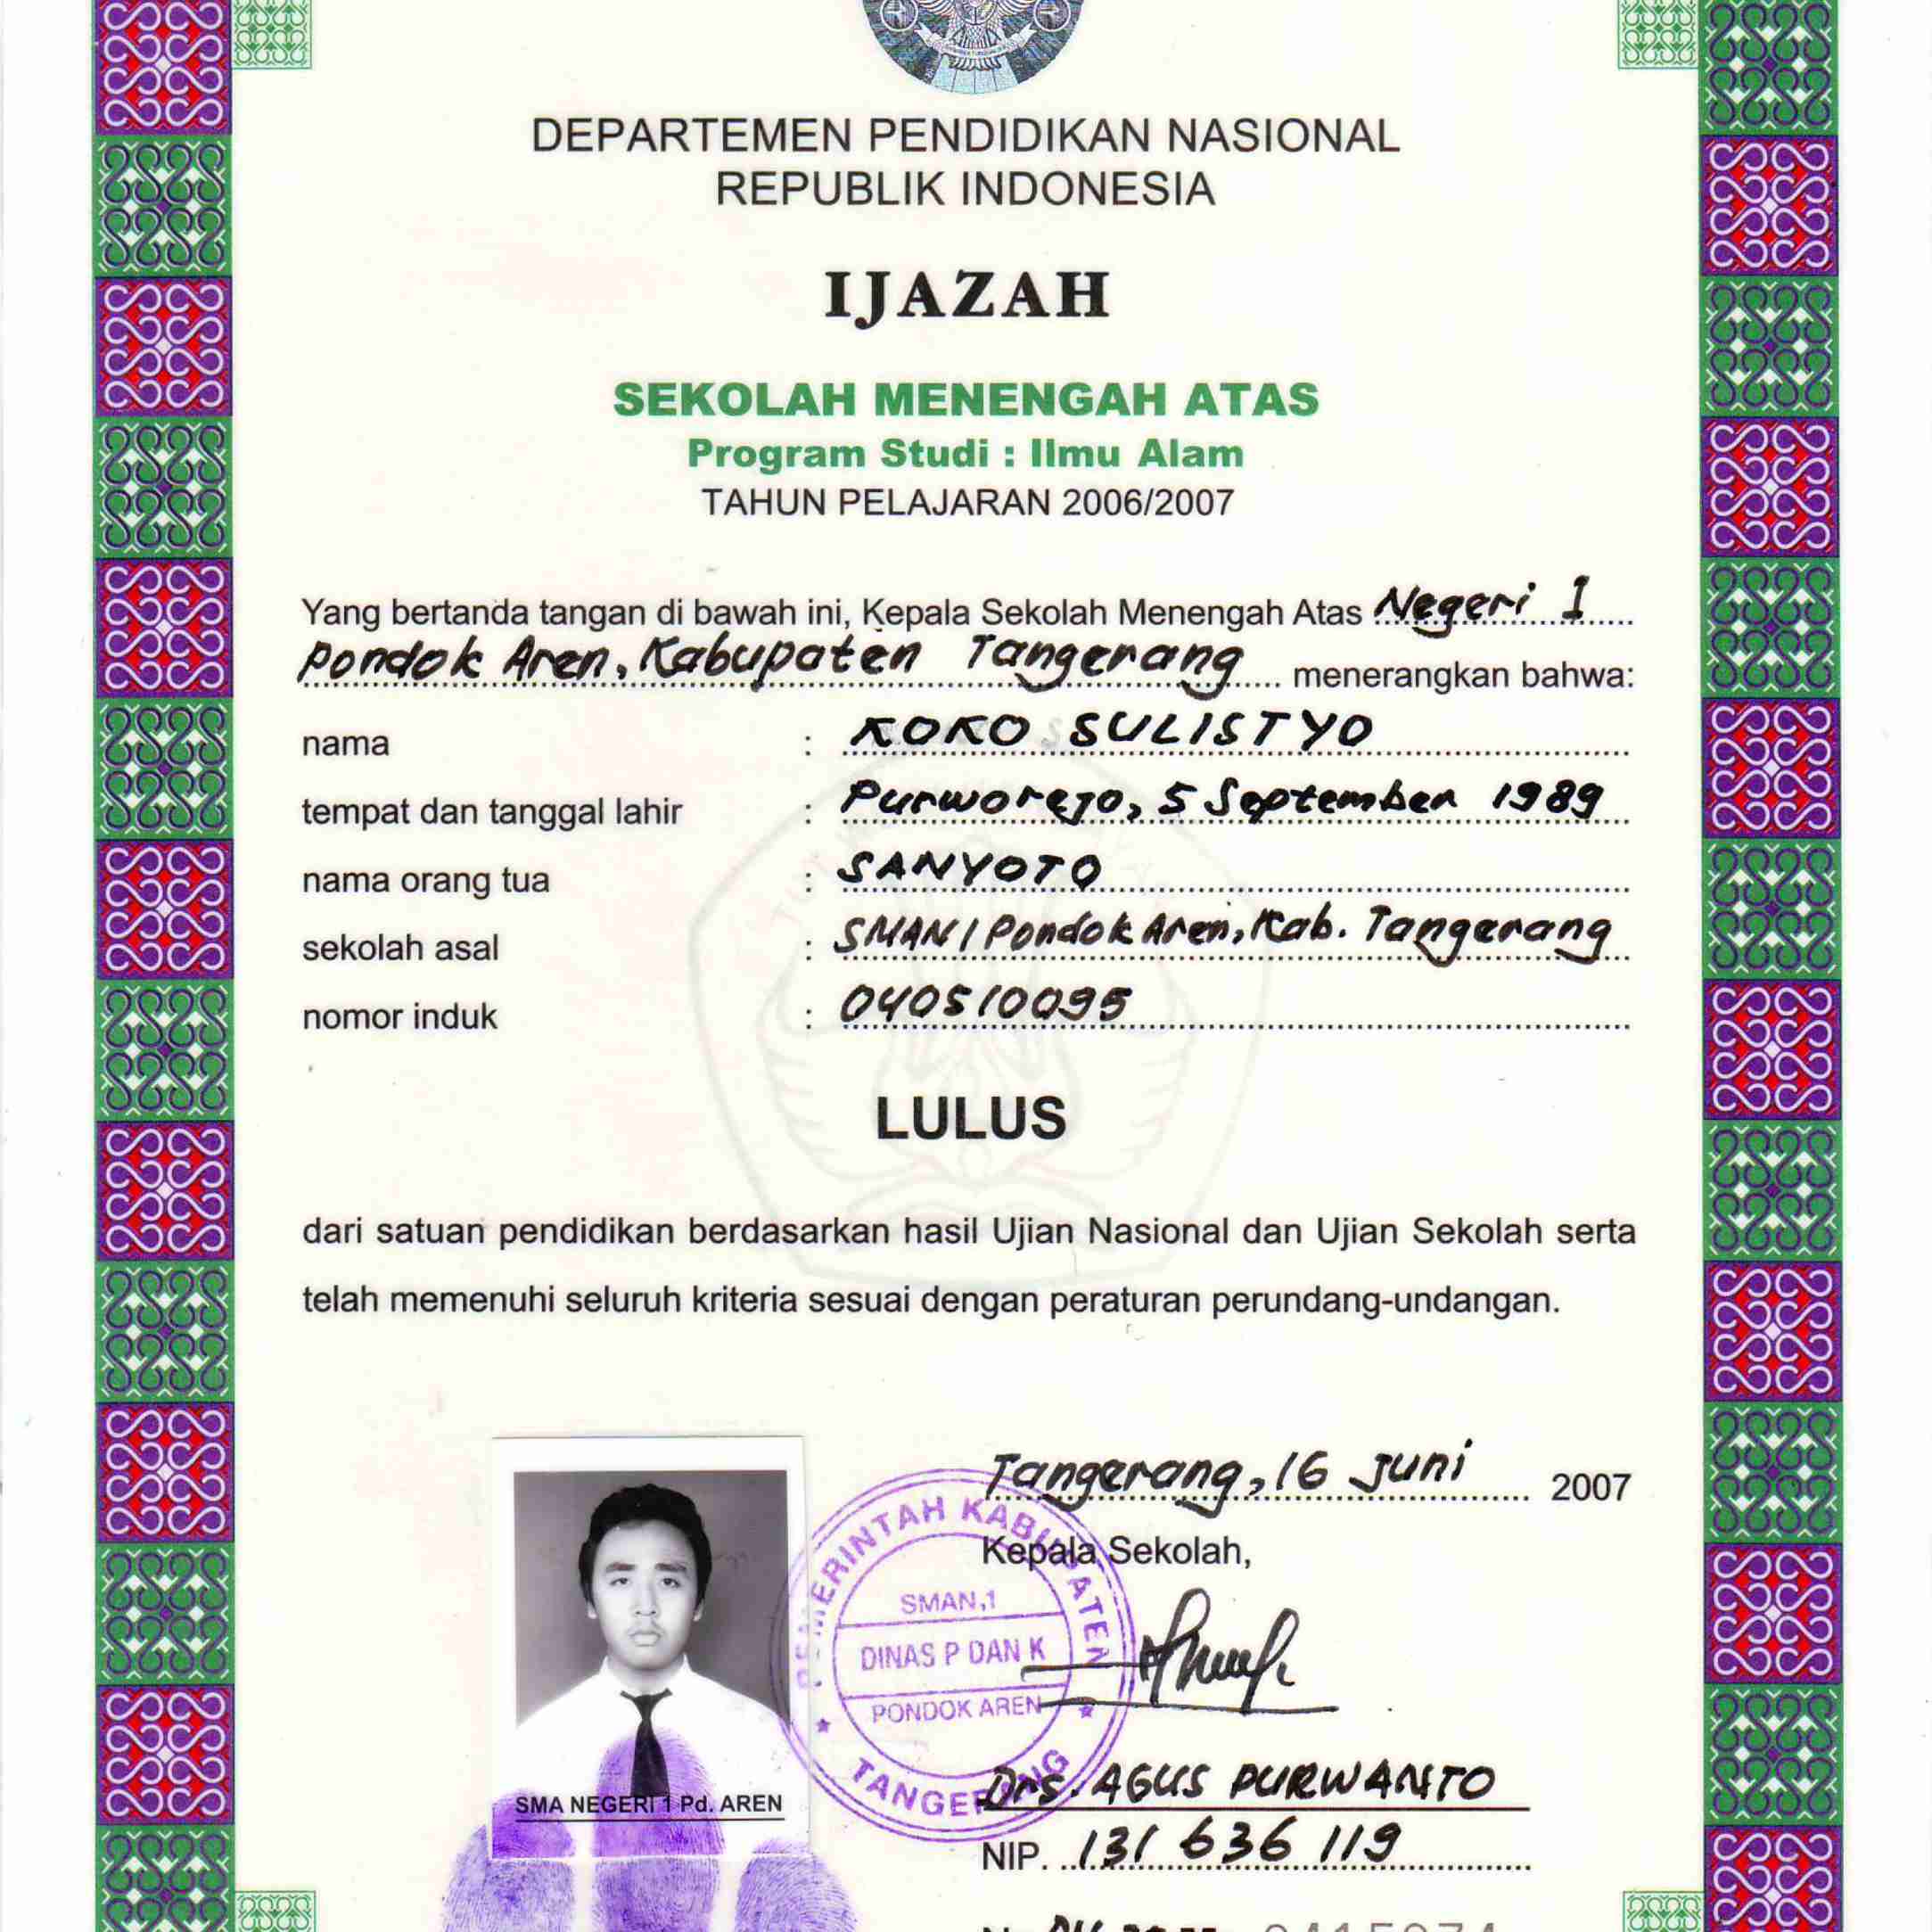 DEPARTEMEN PENDIDIKAN NASIONAL
REPUBLIK INDONESIA
IJAZAH
SEKOLAH MENENGAH ATAS
Program Studi : Ilmu Alam
TAHUN PELAJARAN 2006/2007
Yang bertanda tangan di bawah ini, Kepala Sekolah Menengah Atas Negeri 1
Pondok Aren, Kabupaten Tangerang menerangkan bahwa:
nama : KOKO SULISTYO
tempat dan tanggal lahir : Purworejo, 5 September 1989
nama orang tua : SANYOTO
sekolah asal : SMAN 1 Pondok Aren, Kab. Tangerang
nomor induk : 040510095
LULUS
dari satuan pendidikan berdasarkan hasil Ujian Nasional dan Ujian Sekolah serta
telah memenuhi seluruh kriteria sesuai dengan peraturan perundang-undangan.
Tangerang, 16 Juni 2007
Kepala Sekolah,
PEMERINTAH KABUPATEN
SMAN,1
DINAS P DAN K
PONDOK AREN
TANGERANG
SMA NEGERI 1 Pd. AREN
Drs. AGUS PURWANTO
NIP. 131 636 119